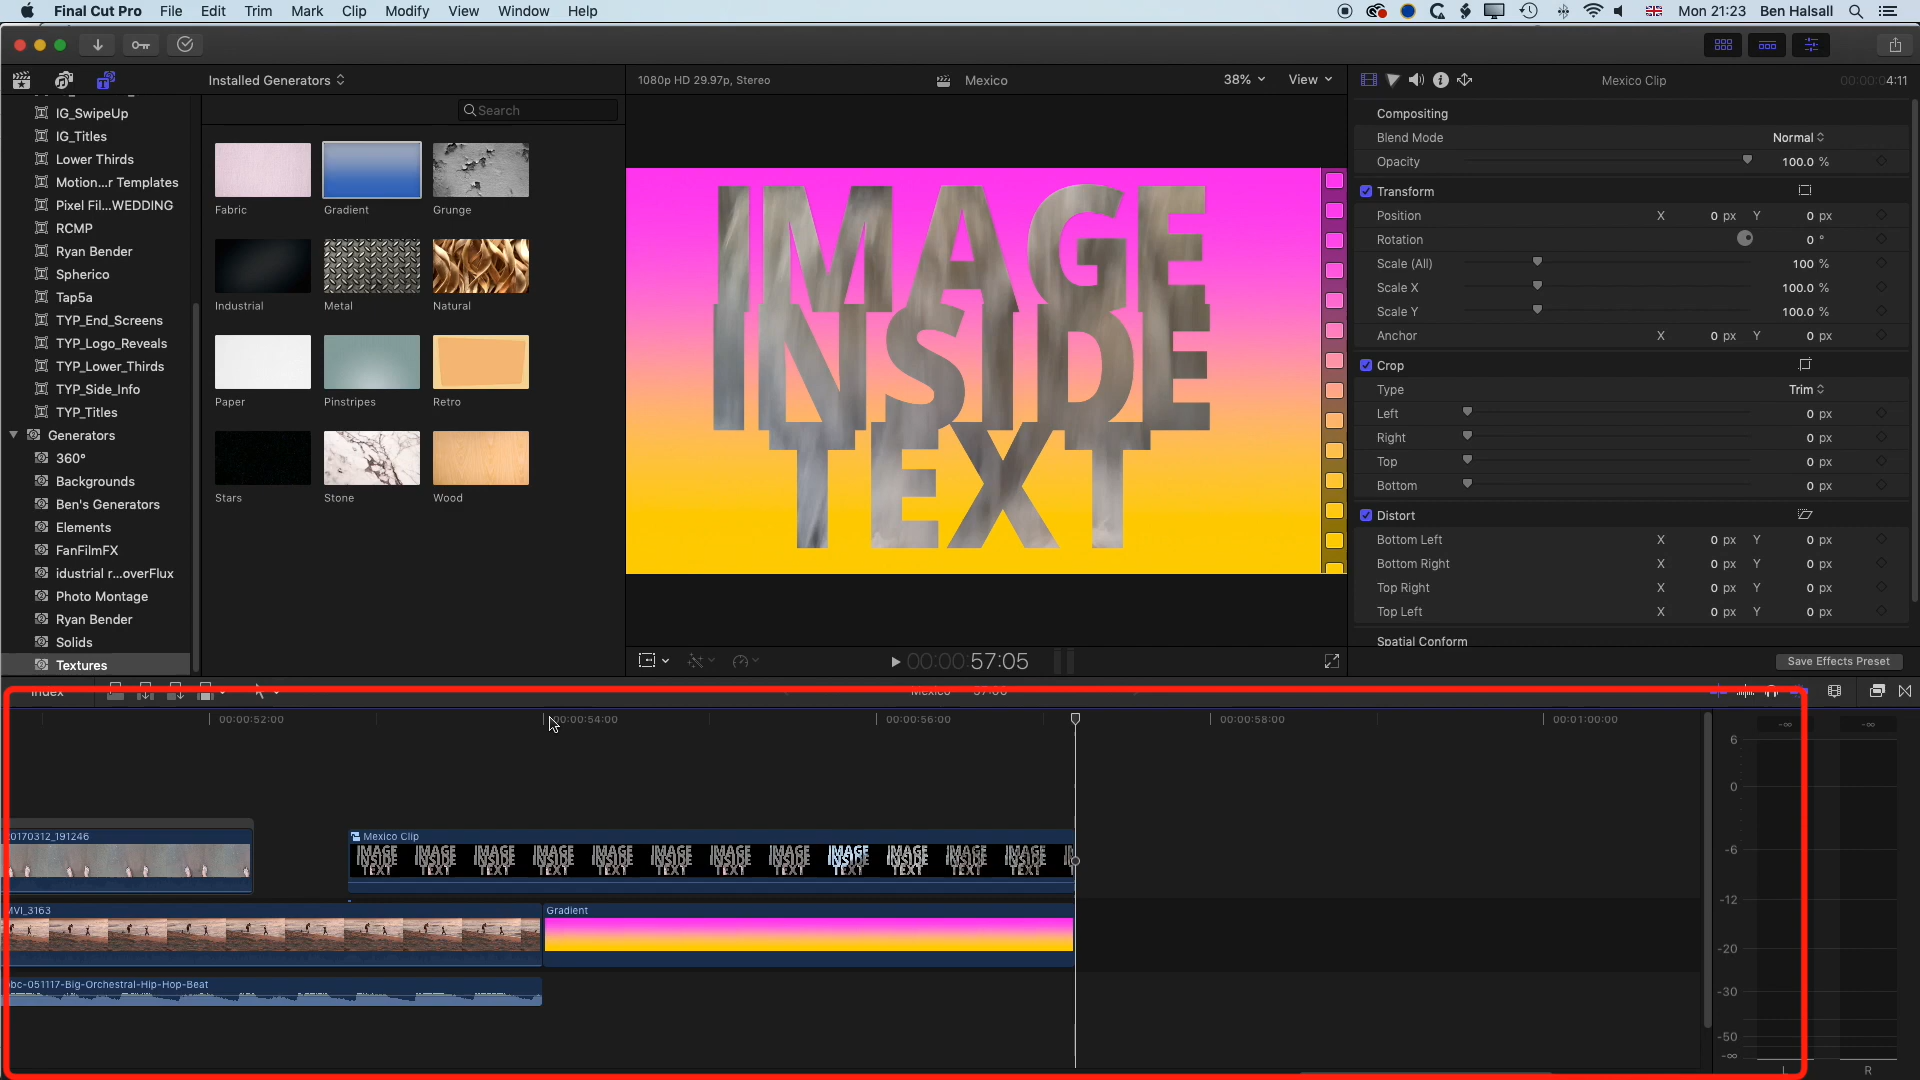 Final Cut Pro File Edit Trim Mark Clip Modify View Window Help Mon 21:23 Ben Halsall
Installed Generators 1080p HD 29.97p, Stereo Mexico 38% View Mexico Clip 4:11
Search
IG_SwipeUp
IG_Titles
Lower Thirds
Motion...r Templates
Pixel Fil...WEDDING
RCMP
Ryan Bender
Spherico
Tap5a
TYP_End_Screens
TYP_Logo_Reveals
TYP_Lower_Thirds
TYP_Side_Info
TYP_Titles
Generators
360°
Backgrounds
Ben's Generators
Elements
FanFilmFX
idustrial r...overFlux
Photo Montage
Ryan Bender
Solids
Textures
Fabric Gradient Grunge
Industrial Metal Natural
Paper Pinstripes Retro
Stars Stone Wood
IMAGE
INSIDE
TEXT
Compositing
Blend Mode Normal
Opacity 100.0 %
Transform
Position X 0 px Y 0 px
Rotation 0 °
Scale (All) 100 %
Scale X 100.0 %
Scale Y 100.0 %
Anchor X 0 px Y 0 px
Crop
Type Trim
Left 0 px
Right 0 px
Top 0 px
Bottom 0 px
Distort
Bottom Left X 0 px Y 0 px
Bottom Right X 0 px Y 0 px
Top Right X 0 px Y 0 px
Top Left X 0 px Y 0 px
Spatial Conform
00:00:57:05 Save Effects Preset
Index Mexico
00:00:52:00 00:00:54:00 00:00:56:00 00:00:58:00 00:01:00:00
20170312_191246 Mexico Clip
IMAGE INSIDE TEXT
MVI_3163 Gradient
bc-051117-Big-Orchestral-Hip-Hop-Beat
-∞ -∞
6
0
-6
-12
-20
-30
-50
-∞
L R